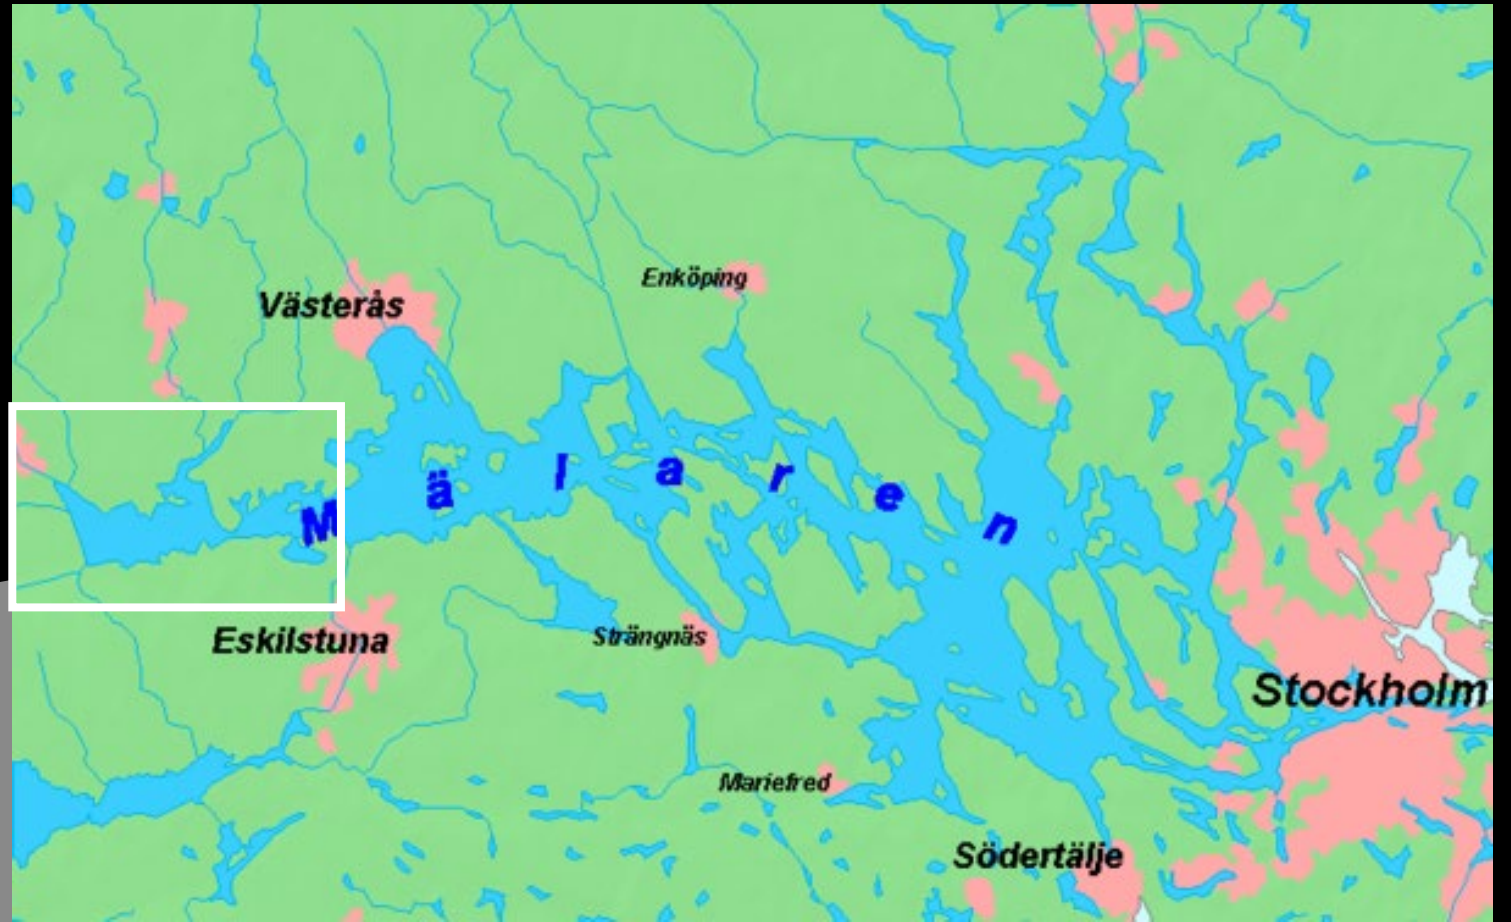 Enköping
Västerås
Mälaren
Strängnäs
Eskilstuna
Stockholm
Mariefred
Södertälje